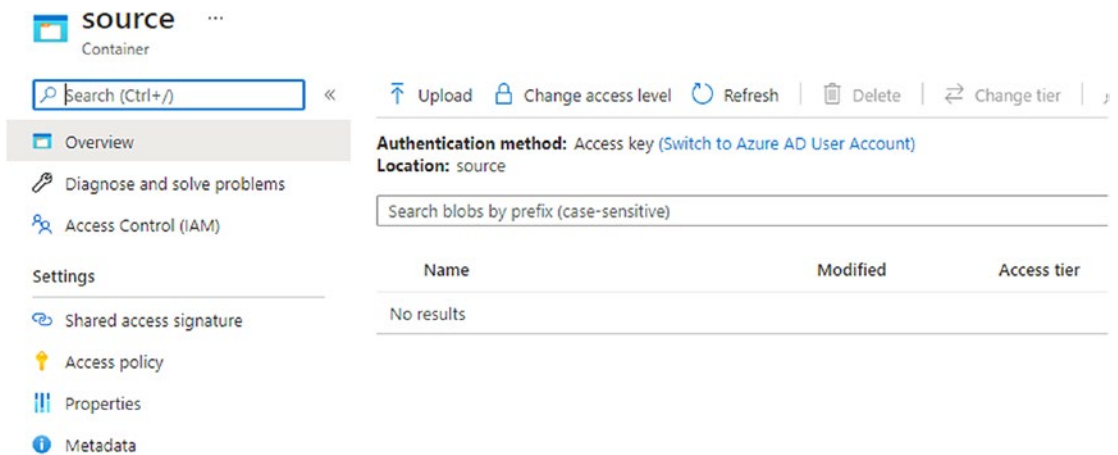 source ...
Container
Search (Ctrl+/)
«
Overview
Diagnose and solve problems
Access Control (IAM)
Settings
Shared access signature
Access policy
Properties
Metadata
Upload Change access level Refresh Delete Change tier
Authentication method: Access key (Switch to Azure AD User Account)
Location: source
Search blobs by prefix (case-sensitive)
Name Modified Access tier
No results